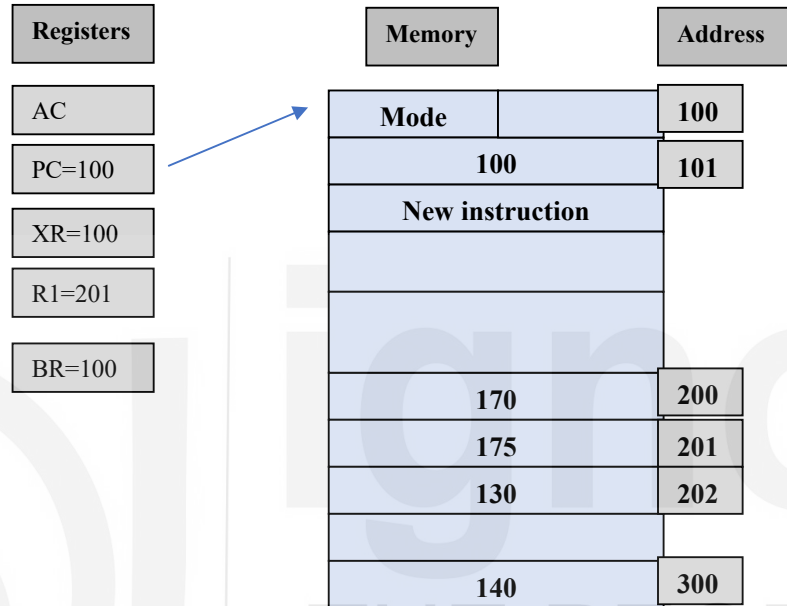 Registers
Memory
Address
AC
PC=100
XR=100
R1=201
BR=100
Mode
100
100
101
New instruction
170
200
175
201
130
202
140
300
igno